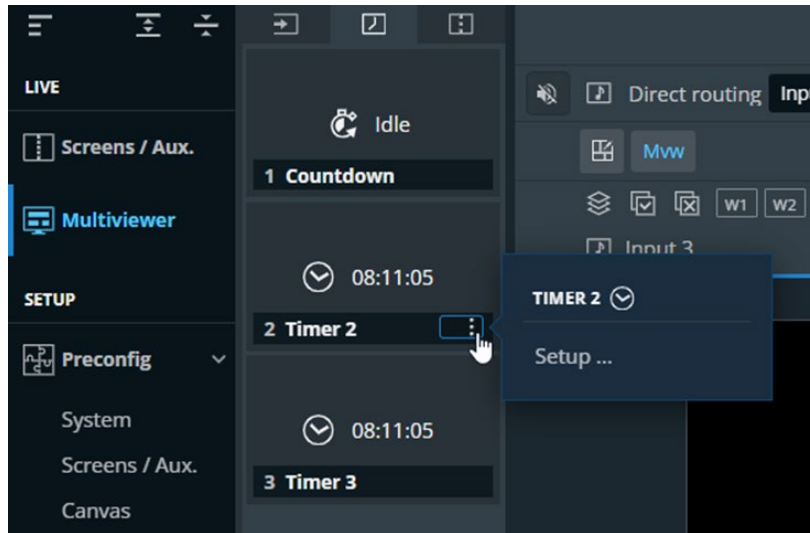 LIVE
Screens / Aux.
Multiviewer
SETUP
Preconfig
System
Screens / Aux.
Canvas
Idle
1 Countdown
08:11:05
2 Timer 2
08:11:05
3 Timer 3
Direct routing Inpu
Mvw
W1 W2
Input 3
TIMER 2
Setup ...